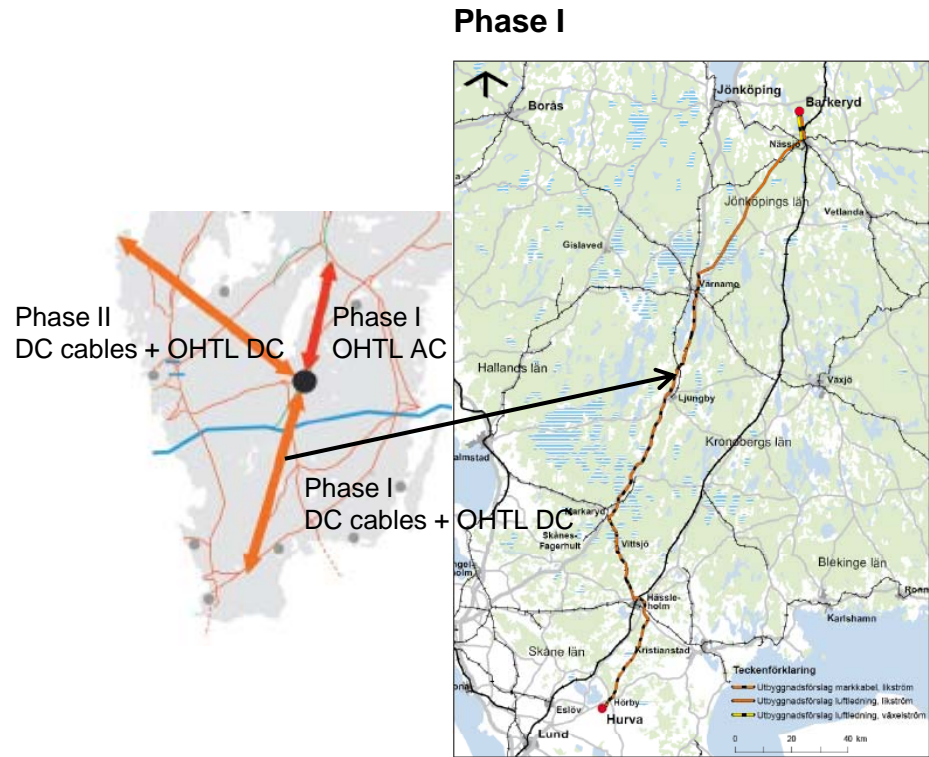 Phase I
Jönköping
Barkeryd
Borås
Nässjö
Jönköpings län
Vetlanda
Gislaved
Värnamo
Phase II
DC cables + OHTL DC
Phase I
OHTL AC
Hallands län
Växjö
Ljungby
Kronobergs län
almstad
Phase I
DC cables + OHTL DC
Markaryd
Skånes-
Fagerhult
Vittsjö
Blekinge län
ngel-
holm
Hässle-
holm
Ronn
Karlshamn
Skåne län
Kristianstad
Teckenförklaring
Utbyggnadsförslag markkabel, likström
Utbyggnadsförslag luftledning, likström
Utbyggnadsförslag luftledning, växelström
Eslöv
Hörby
Hurva
Lund
0 20 40 km